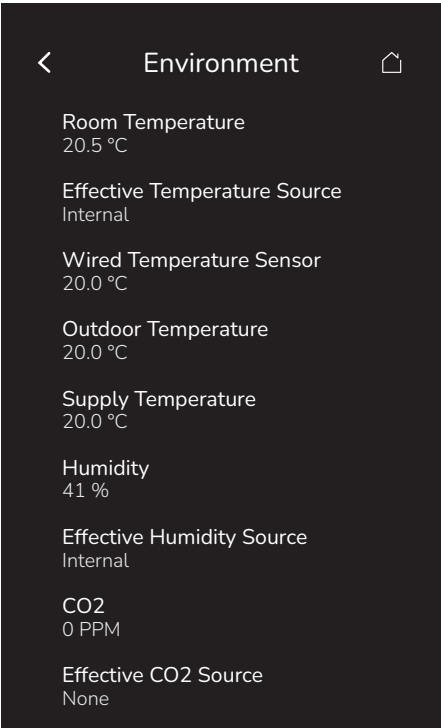 Environment
Room Temperature
20.5 °C
Effective Temperature Source
Internal
Wired Temperature Sensor
20.0 °C
Outdoor Temperature
20.0 °C
Supply Temperature
20.0 °C
Humidity
41 %
Effective Humidity Source
Internal
CO2
0 PPM
Effective CO2 Source
None